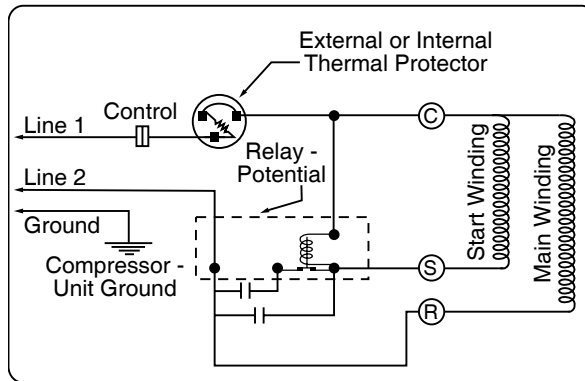 External or Internal
Thermal Protector
Control
Line 1
C
Relay -
Potential
Line 2
Ground
Start Winding
Main Winding
Compressor -
Unit Ground
S
R